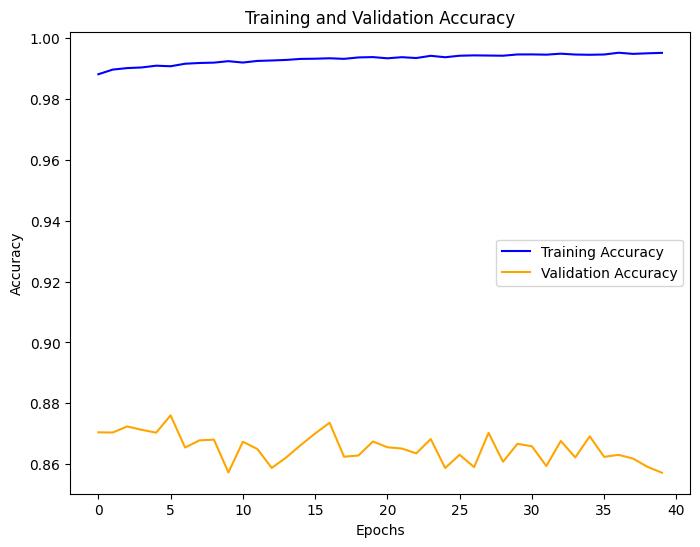 Training and Validation Accuracy
1.00
0.98
0.96
0.94
0.92
0.90
0.88
0.86
Accuracy
Training Accuracy
Validation Accuracy
0 5 10 15 20 25 30 35 40
Epochs